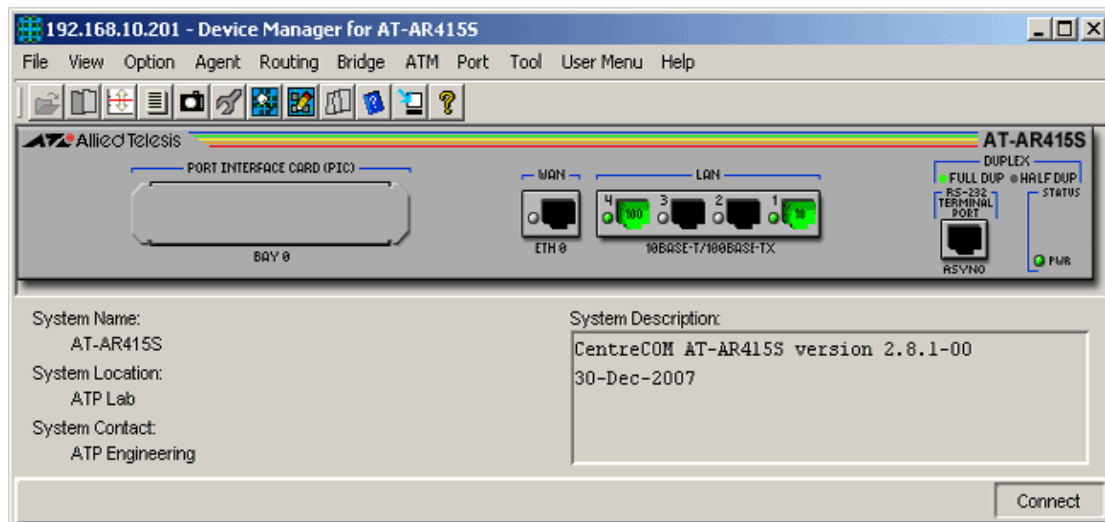 192.168.10.201 - Device Manager for AT-AR415S
File View Option Agent Routing Bridge ATM Port Tool User Menu Help
Allied Telesis
AT-AR415S
PORT INTERFACE CARD (PIC)
BAY 0
WAN
ETH 0
LAN
4 3 2 1
100 10
10BASE-T/100BASE-TX
DUPLEX
FULL DUP HALF DUP
RS-232
TERMINAL
PORT
ASYN0
STATUS
PWR
System Name:
AT-AR415S
System Location:
ATP Lab
System Contact:
ATP Engineering
System Description:
CentreCOM AT-AR415S version 2.8.1-00
30-Dec-2007
Connect